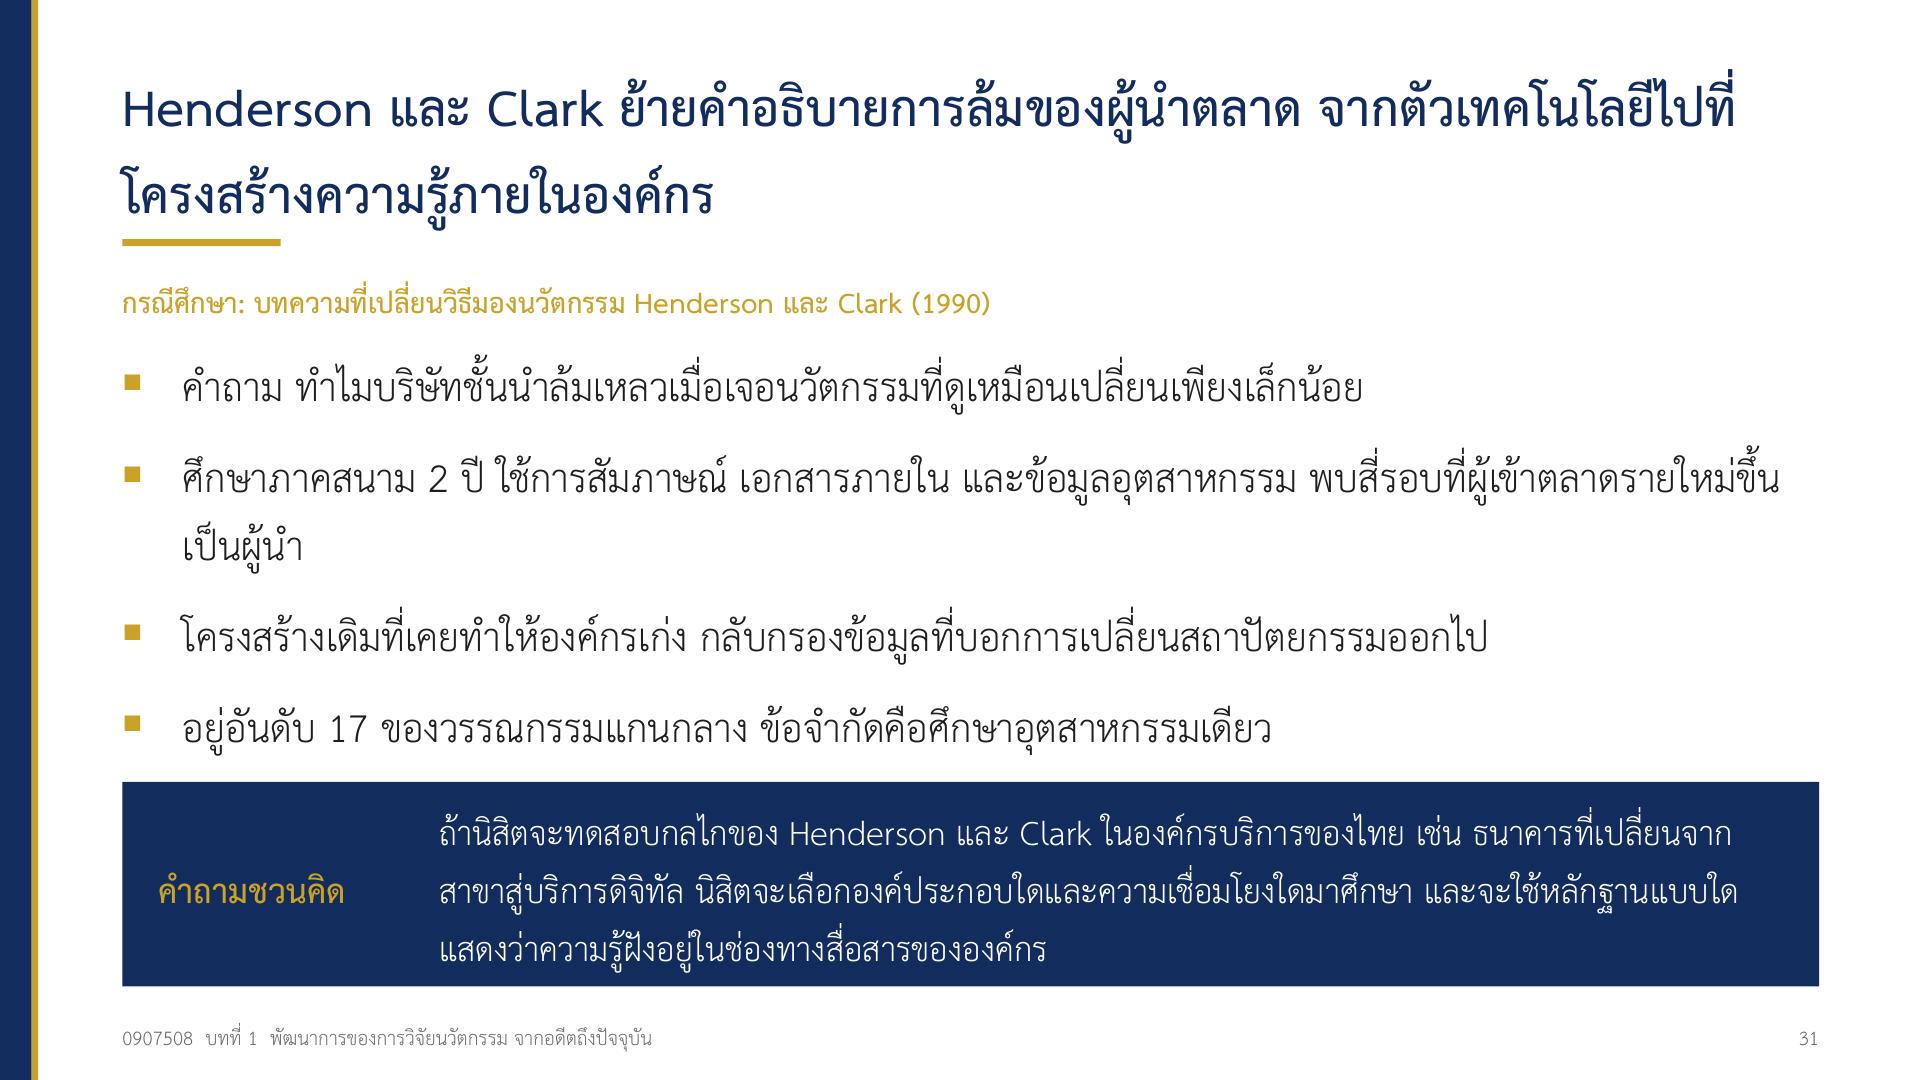 Henderson และ Clark ย้ายคำอธิบายการล้มของผู้นำตลาด จากตัวเทคโนโลยีไปที่
โครงสร้างความรู้ภายในองค์กร
กรณีศึกษา: บทความที่เปลี่ยนวิธีมองนวัตกรรม Henderson และ Clark (1990)
คำถาม ทำไมบริษัทชั้นนำล้มเหลวเมื่อเจอนวัตกรรมที่ดูเหมือนเปลี่ยนเพียงเล็กน้อย
ศึกษาภาคสนาม 2 ปี ใช้การสัมภาษณ์ เอกสารภายใน และข้อมูลอุตสาหกรรม พบสี่รอบที่ผู้เข้าตลาดรายใหม่ขึ้น
เป็นผู้นำ
โครงสร้างเดิมที่เคยทำให้องค์กรเก่ง กลับกรองข้อมูลที่บอกการเปลี่ยนสถาปัตยกรรมออกไป
อยู่อันดับ 17 ของวรรณกรรมแกนกลาง ข้อจำกัดคือศึกษาอุตสาหกรรมเดียว
ถ้านิสิตจะทดสอบกลไกของ Henderson และ Clark ในองค์กรบริการของไทย เช่น ธนาคารที่เปลี่ยนจาก
คำถามชวนคิด
สาขาสู่บริการดิจิทัล นิสิตจะเลือกองค์ประกอบใดและความเชื่อมโยงใดมาศึกษา และจะใช้หลักฐานแบบใด
แสดงว่าความรู้ฝังอยู่ในช่องทางสื่อสารขององค์กร
0907508 บทที่ 1 พัฒนาการของการวิจัยนวัตกรรม จากอดีตถึงปัจจุบัน
31